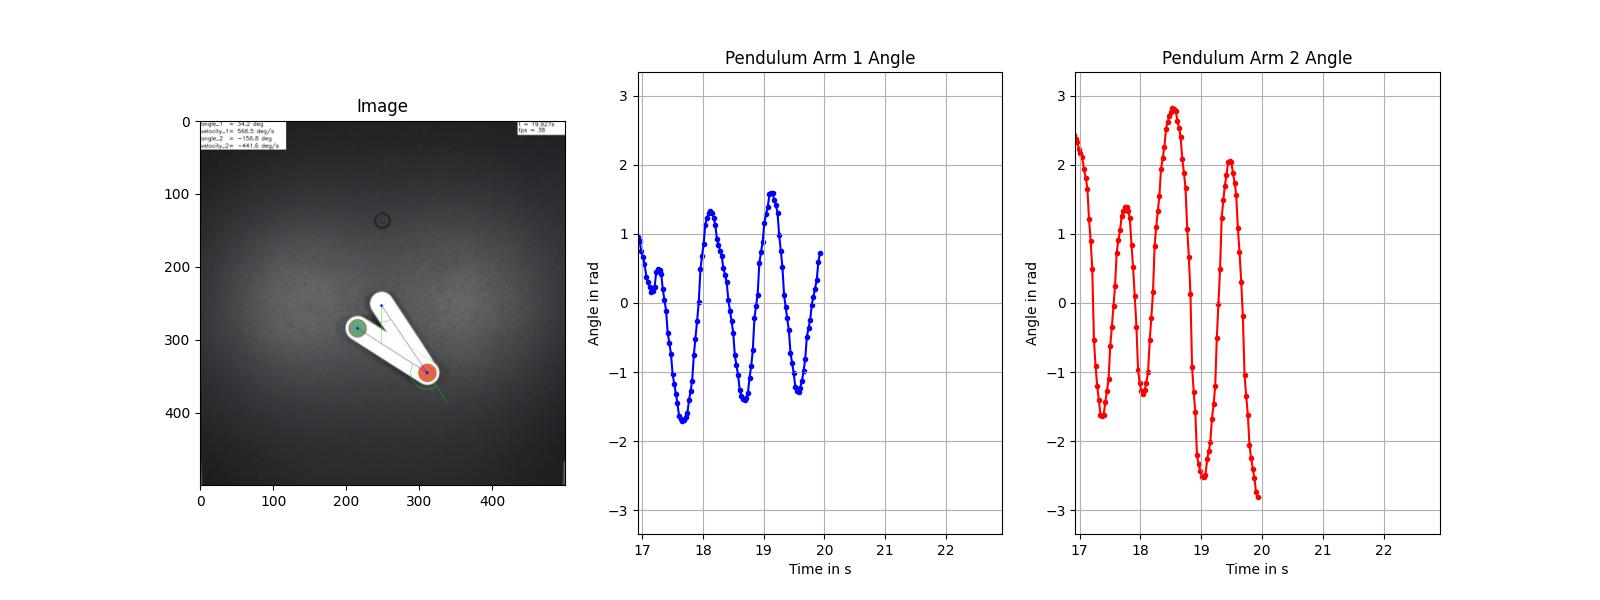 Pendulum Arm 1 Angle
Pendulum Arm 2 Angle
Image
angle_1 = 34.2 deg
velocity_1= 566.5 deg/s
angle_2 = -156.8 deg
velocity_2= -441.6 deg/s
t = 19.927s
fps = 38
0
100
200
300
400
0
100
200
300
400
3
2
1
0
−1
−2
−3
Angle in rad
17
18
19
20
21
22
Time in s
3
2
1
0
−1
−2
−3
Angle in rad
17
18
19
20
21
22
Time in s